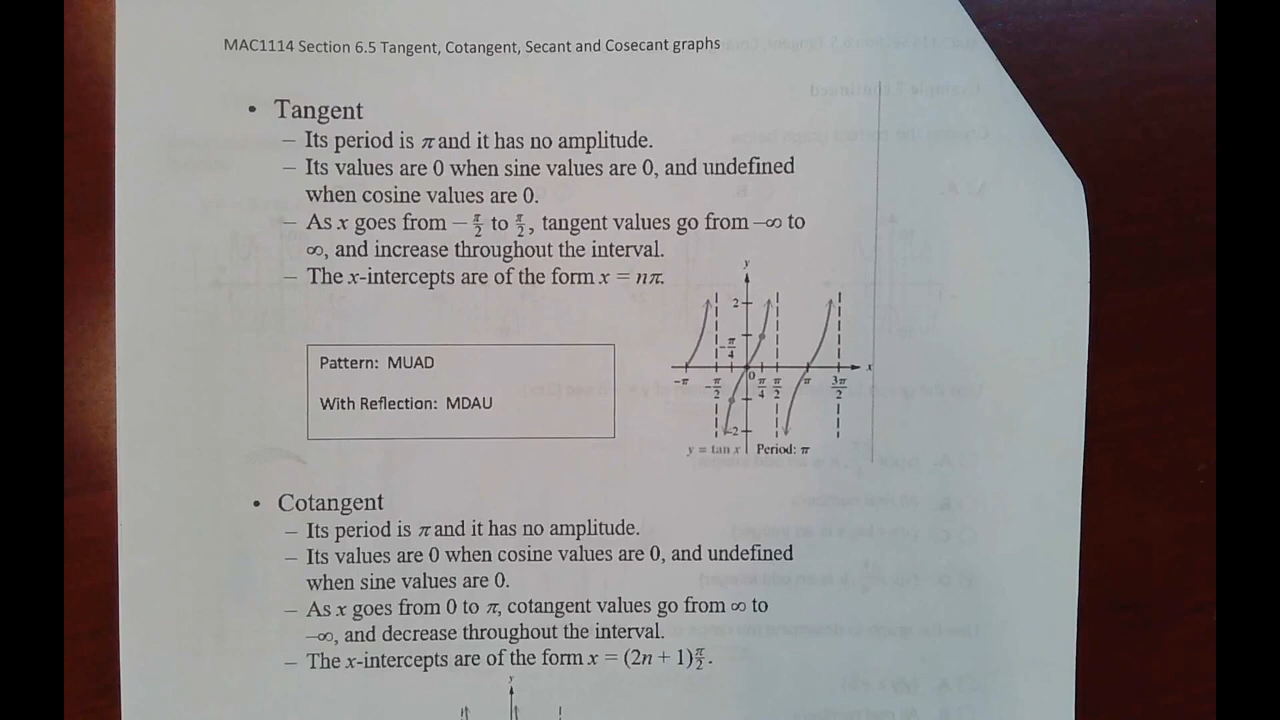 MAC1114 Section 6.5 Tangent, Cotangent, Secant and Cosecant graphs
• Tangent
– Its period is π and it has no amplitude.
– Its values are 0 when sine values are 0, and undefined
when cosine values are 0.
– As x goes from −π/2 to π/2, tangent values go from –∞ to
∞, and increase throughout the interval.
– The x-intercepts are of the form x = nπ.
Pattern: MUAD
With Reflection: MDAU
y
2
−π/4
−π
−π/2
0
π/4
π/2
π
3π/2
x
−2
y = tan x
Period: π
• Cotangent
– Its period is π and it has no amplitude.
– Its values are 0 when cosine values are 0, and undefined
when sine values are 0.
– As x goes from 0 to π, cotangent values go from ∞ to
–∞, and decrease throughout the interval.
– The x-intercepts are of the form x = (2n + 1)π/2.
y